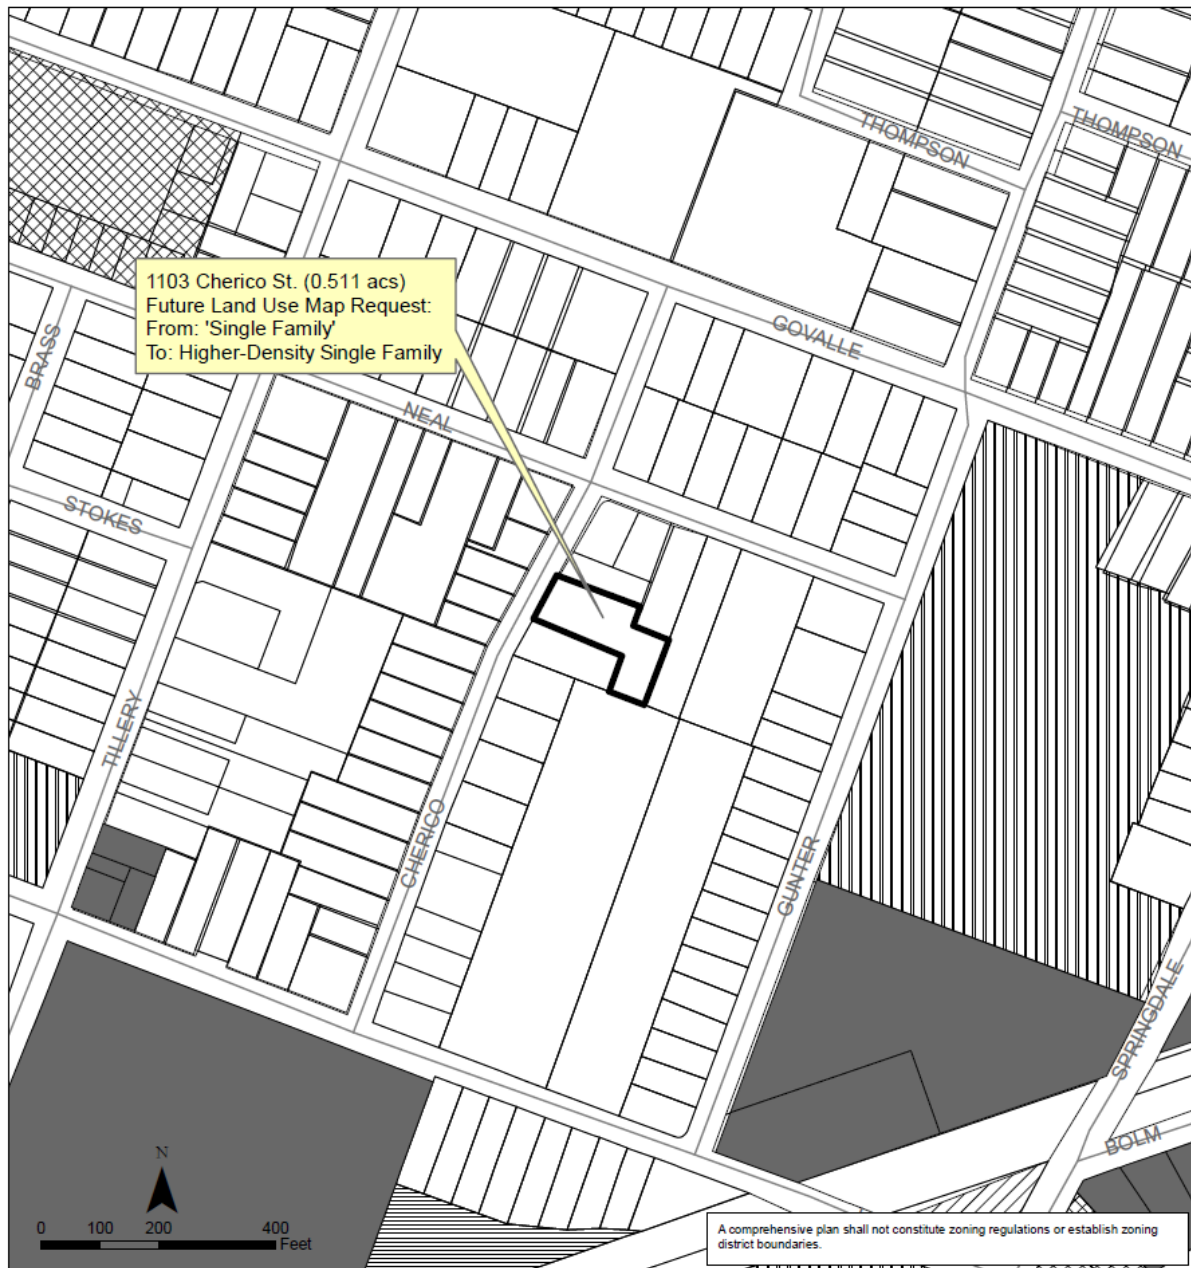 THOMPSON
THOMPSON
1103 Cherico St. (0.511 acs)
Future Land Use Map Request:
From: 'Single Family'
To: Higher-Density Single Family
BRASS
GOVALLE
NEAL
STOKES
TILLERY
CHERICO
GUNTER
SPRINGDALE
BOLM
N
0 100 200 400
Feet
A comprehensive plan shall not constitute zoning regulations or establish zoning
district boundaries.